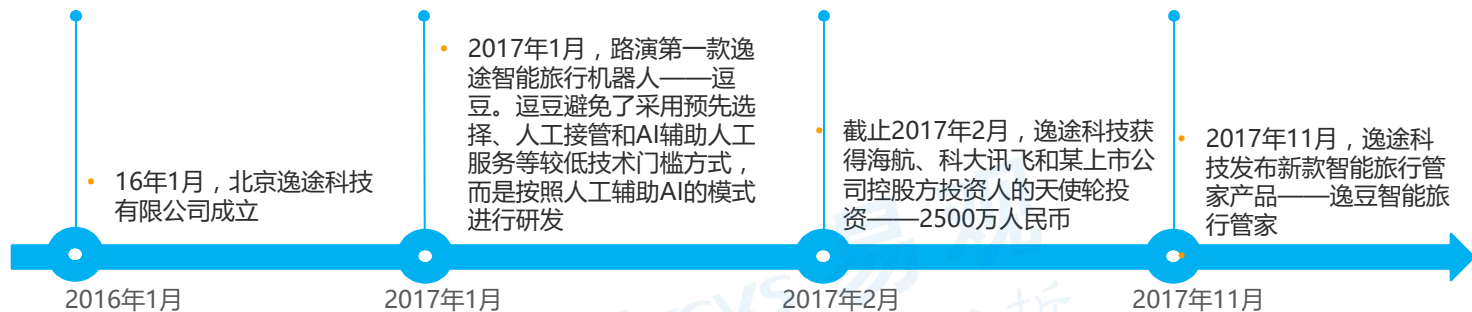 16年1月，北京逸途科技
有限公司成立
2017年1月，路演第一款逸
途智能旅行机器人——逗
豆。逗豆避免了采用预先选
择、人工接管和AI辅助人工
服务等较低技术门槛方式，
而是按照人工辅助AI的模式
进行研发
截止2017年2月，逸途科技获
得海航、科大讯飞和某上市公
司控股方投资人的天使轮投
资——2500万人民币
2017年11月，逸途科
技发布新款智能旅行管
家产品——逸豆智能旅
行管家
2016年1月
2017年1月
2017年2月
2017年11月
易观